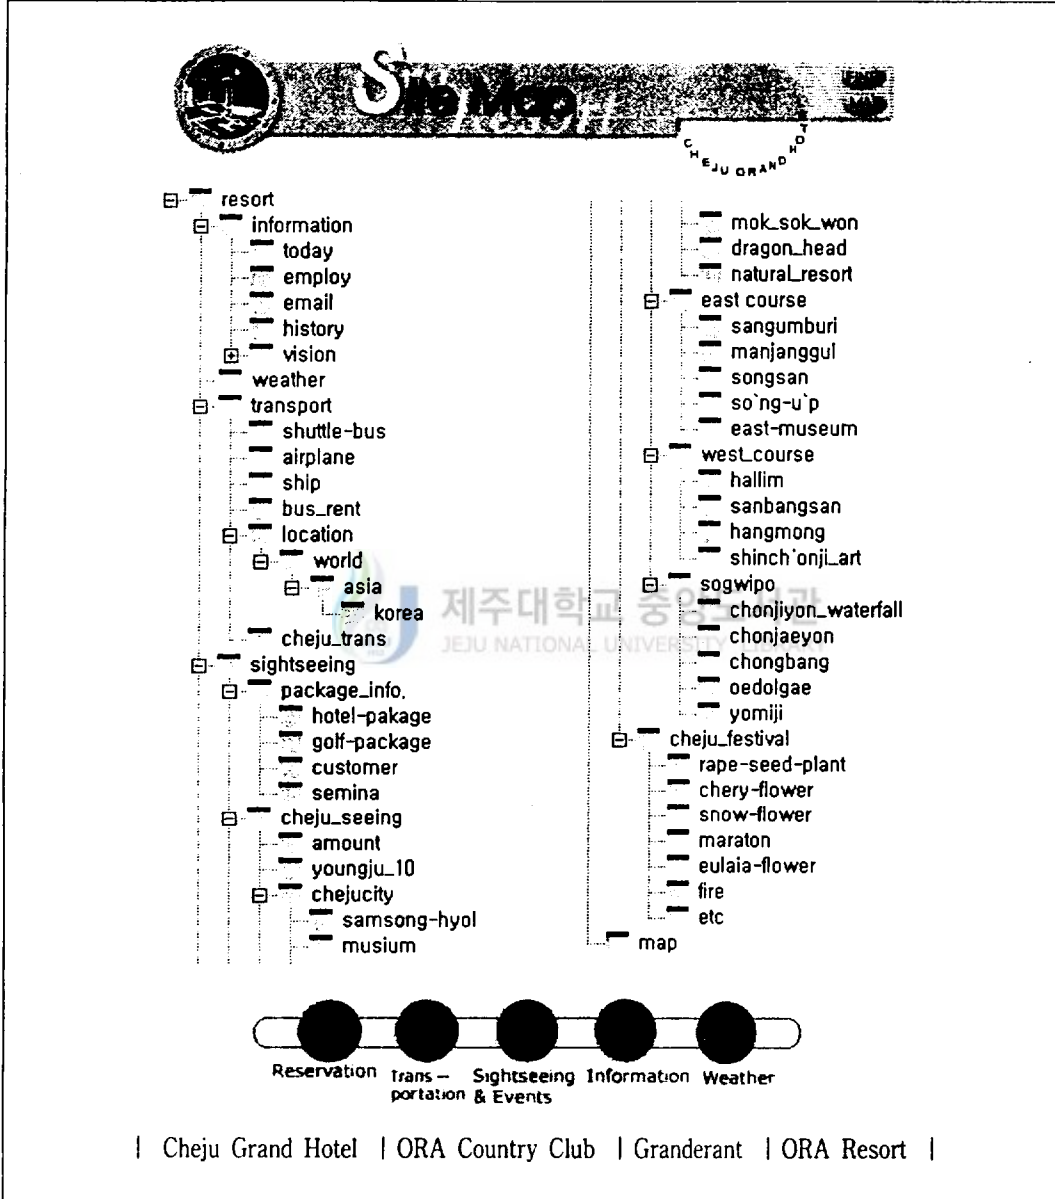 Site Map
FIND
MAP
CHEJU GRAND HOT
resort
information
today
employ
email
history
vision
weather
transport
shuttle-bus
airplane
ship
bus_rent
location
world
asia
korea
cheju_trans
sightseeing
package_info.
hotel-pakage
golf-package
customer
semina
cheju_seeing
amount
youngju_10
chejucity
samsong-hyol
musium
mok_sok_won
dragon_head
natural_resort
east course
sangumburi
manjanggul
songsan
so`ng-u`p
east-museum
west_course
hallim
sanbangsan
hangmong
shinch`onji_art
sogwipo
chonjiyon_waterfall
chonjaeyon
chongbang
oedolgae
yomiji
cheju_festival
rape-seed-plant
chery-flower
snow-flower
maraton
eulaia-flower
fire
etc
map
제주대학교 중앙도서관
JEJU NATIONAL UNIVERSITY LIBRARY
Reservation
Trans-
portation
Sightseeing
& Events
Information
Weather
| Cheju Grand Hotel | ORA Country Club | Granderant | ORA Resort |